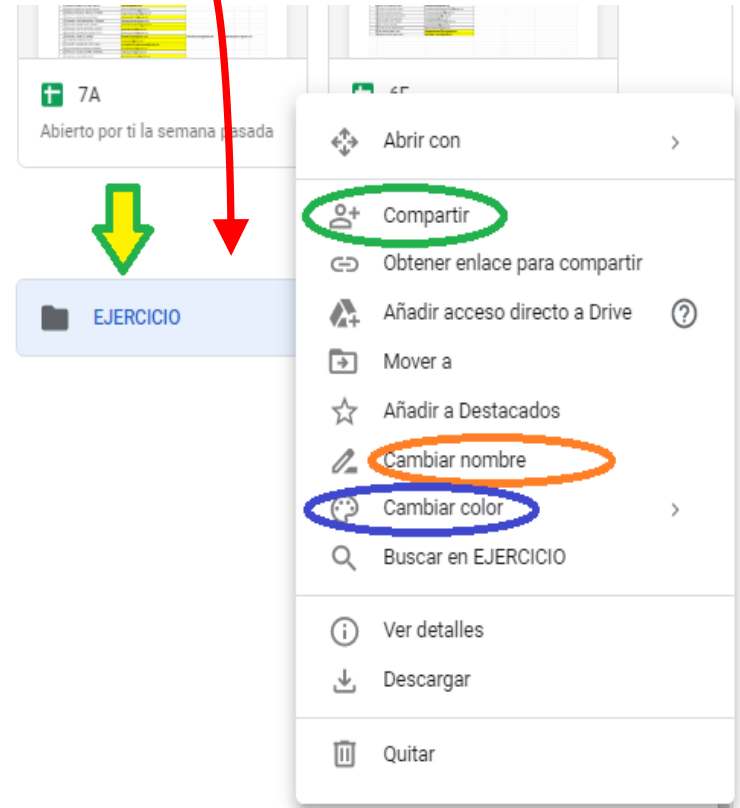 7A
Abierto por ti la semana pasada
Abrir con
Compartir
Obtener enlace para compartir
Añadir acceso directo a Drive
Mover a
Añadir a Destacados
Cambiar nombre
Cambiar color
Buscar en EJERCICIO
Ver detalles
Descargar
Quitar
EJERCICIO